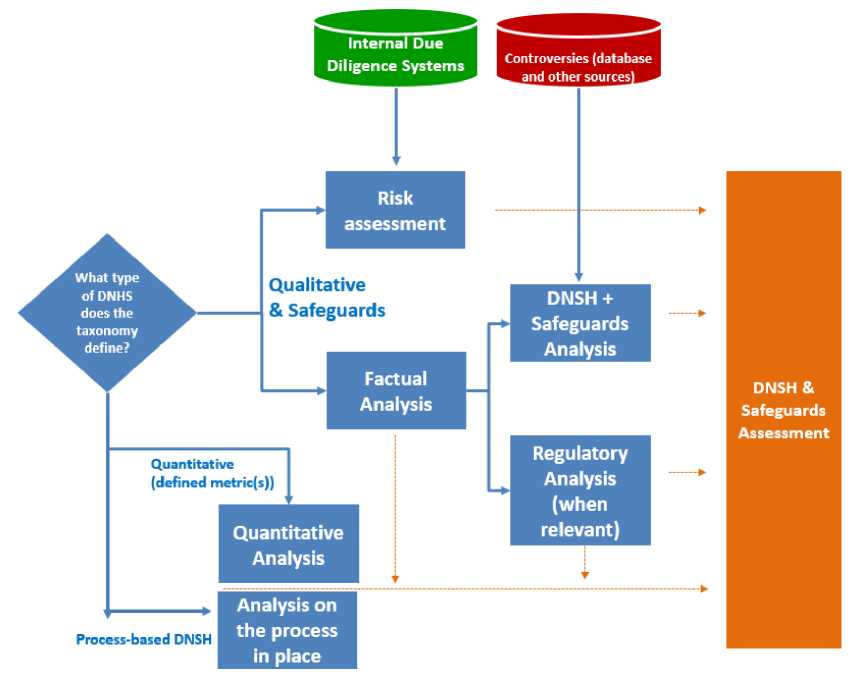 Internal Due
Diligence Systems
Controversies (database
and other sources)
Risk
assessment
What type
of DNHS
does the
taxonomy
define?
Qualitative
& Safeguards
DNSH +
Safeguards
Analysis
Factual
Analysis
DNSH &
Safeguards
Assessment
Quantitative
(defined metric(s))
Regulatory
Analysis
(when
relevant)
Quantitative
Analysis
Process-based DNSH
Analysis on
the process
in place